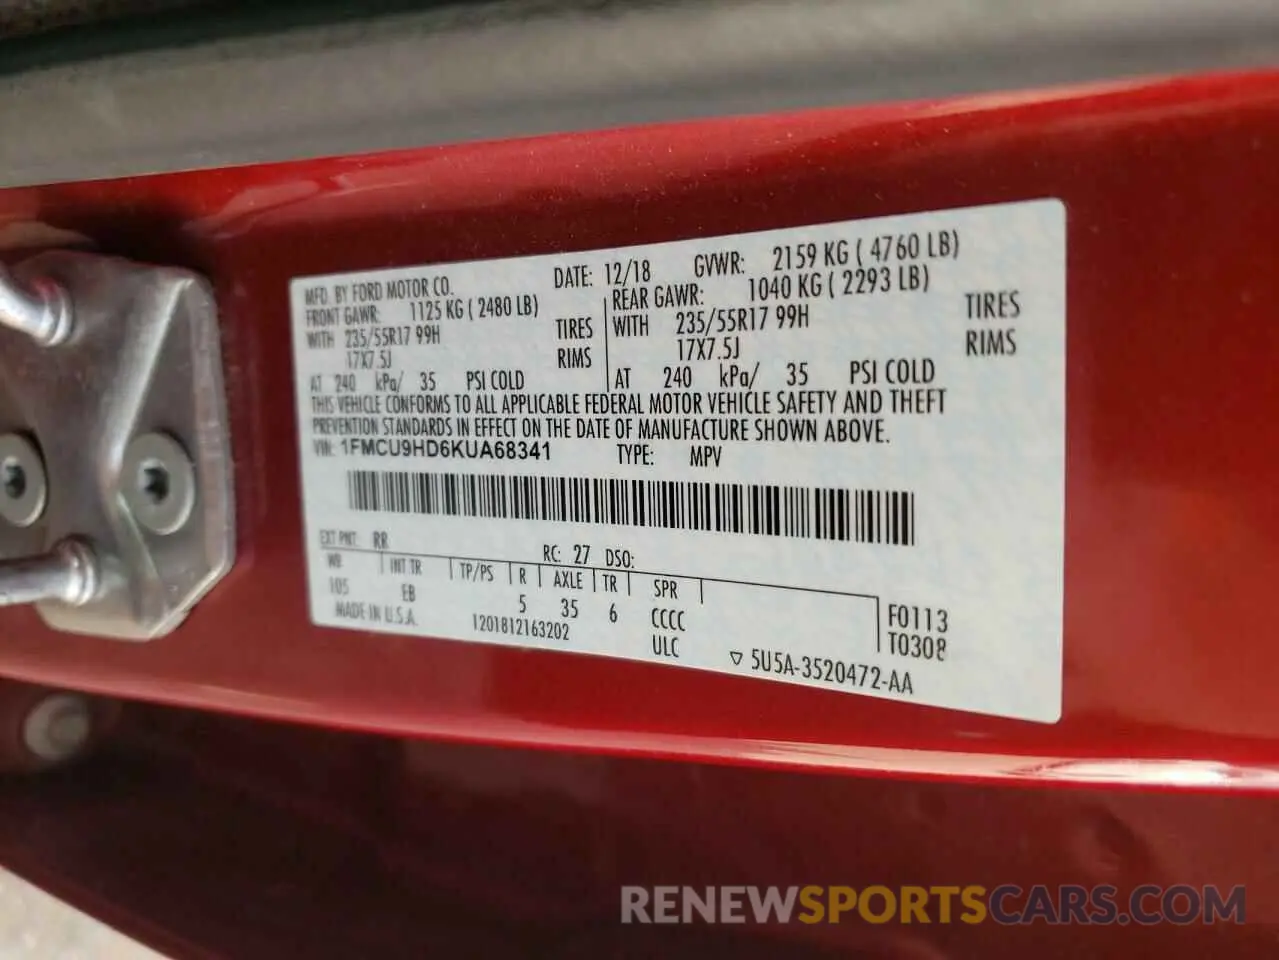 MFD. BY FORD MOTOR CO. DATE: 12/18 GVWR: 2159 KG ( 4760 LB)
FRONT GAWR: 1125 KG ( 2480 LB) REAR GAWR: 1040 KG ( 2293 LB)
WITH 235/55R17 99H TIRES WITH 235/55R17 99H TIRES
17X7.5J RIMS 17X7.5J RIMS
AT 240 kPa/ 35 PSI COLD AT 240 kPa/ 35 PSI COLD
THIS VEHICLE CONFORMS TO ALL APPLICABLE FEDERAL MOTOR VEHICLE SAFETY AND THEFT
PREVENTION STANDARDS IN EFFECT ON THE DATE OF MANUFACTURE SHOWN ABOVE.
VIN: 1FMCU9HD6KUA68341 TYPE: MPV
EXT PNT: RR RC: 27 DSO:
WB INT TR TP/PS R AXLE TR SPR
105 EB 5 35 6 CCCC F0113
MADE IN U.S.A. 1201812163202 ULC T0308
▽ 5U5A-3520472-AA
RENEWSPORTSCARS.COM